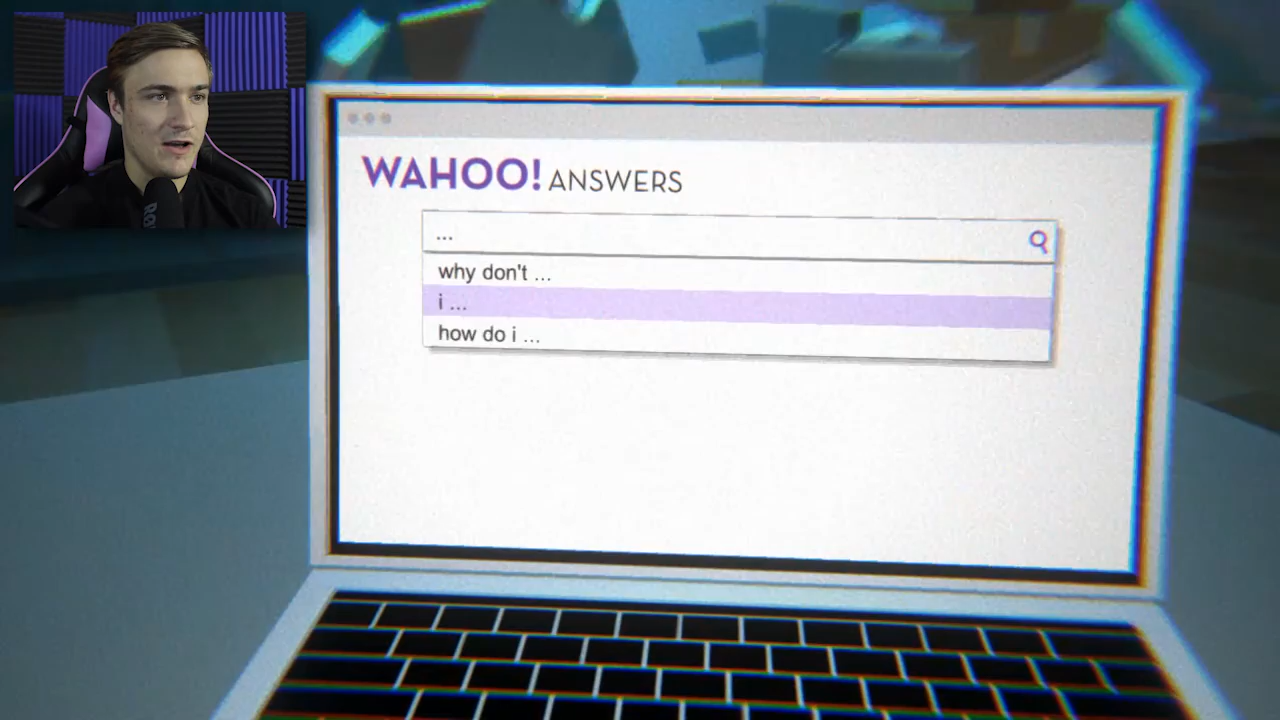 WAHOO! ANSWERS
...
why don't ...
i ...
how do i ...